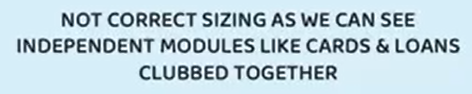 NOT CORRECT SIZING AS WE CAN SEE
INDEPENDENT MODULES LIKE CARDS & LOANS
CLUBBED TOGETHER